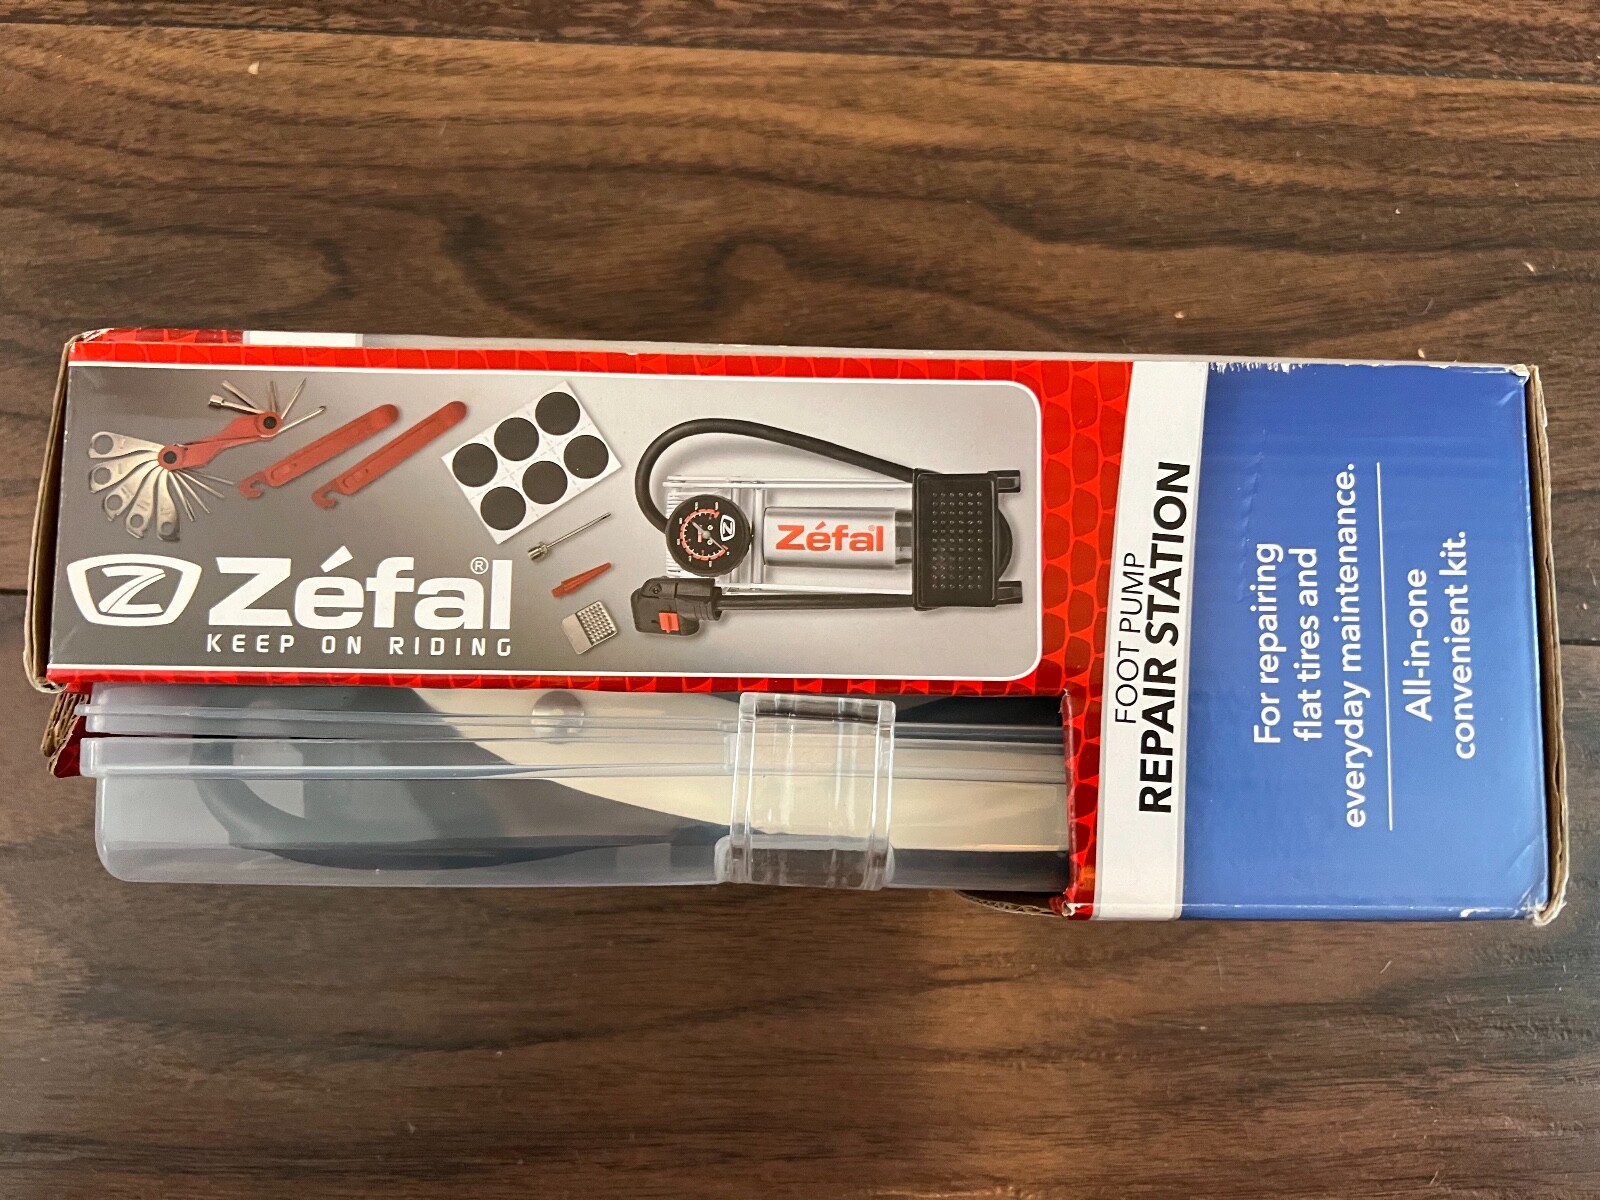 Zéfal®
KEEP ON RIDING
Zéfal
FOOT PUMP
REPAIR STATION
For repairing
flat tires and
everyday maintenance.
All-in-one
convenient kit.